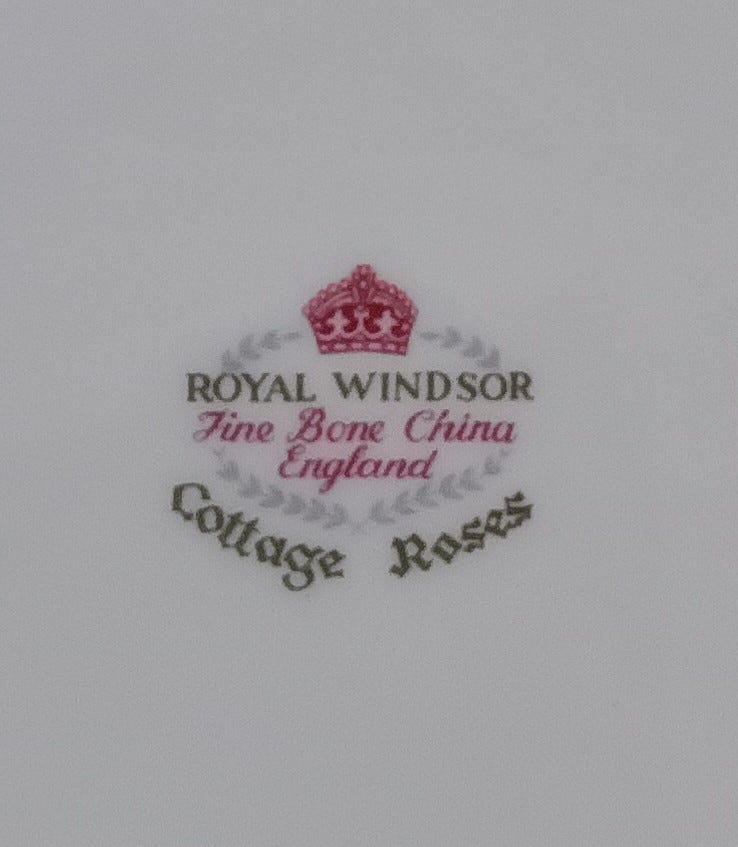 ROYAL WINDSOR
Fine Bone China
England
Cottage Roses